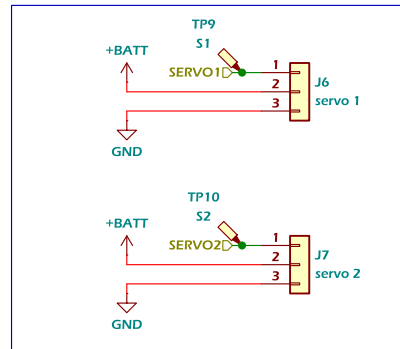 TP9
S1
+BATT
SERVO1
1
2
3
J6
servo 1
GND
TP10
S2
+BATT
SERVO2
1
2
3
J7
servo 2
GND